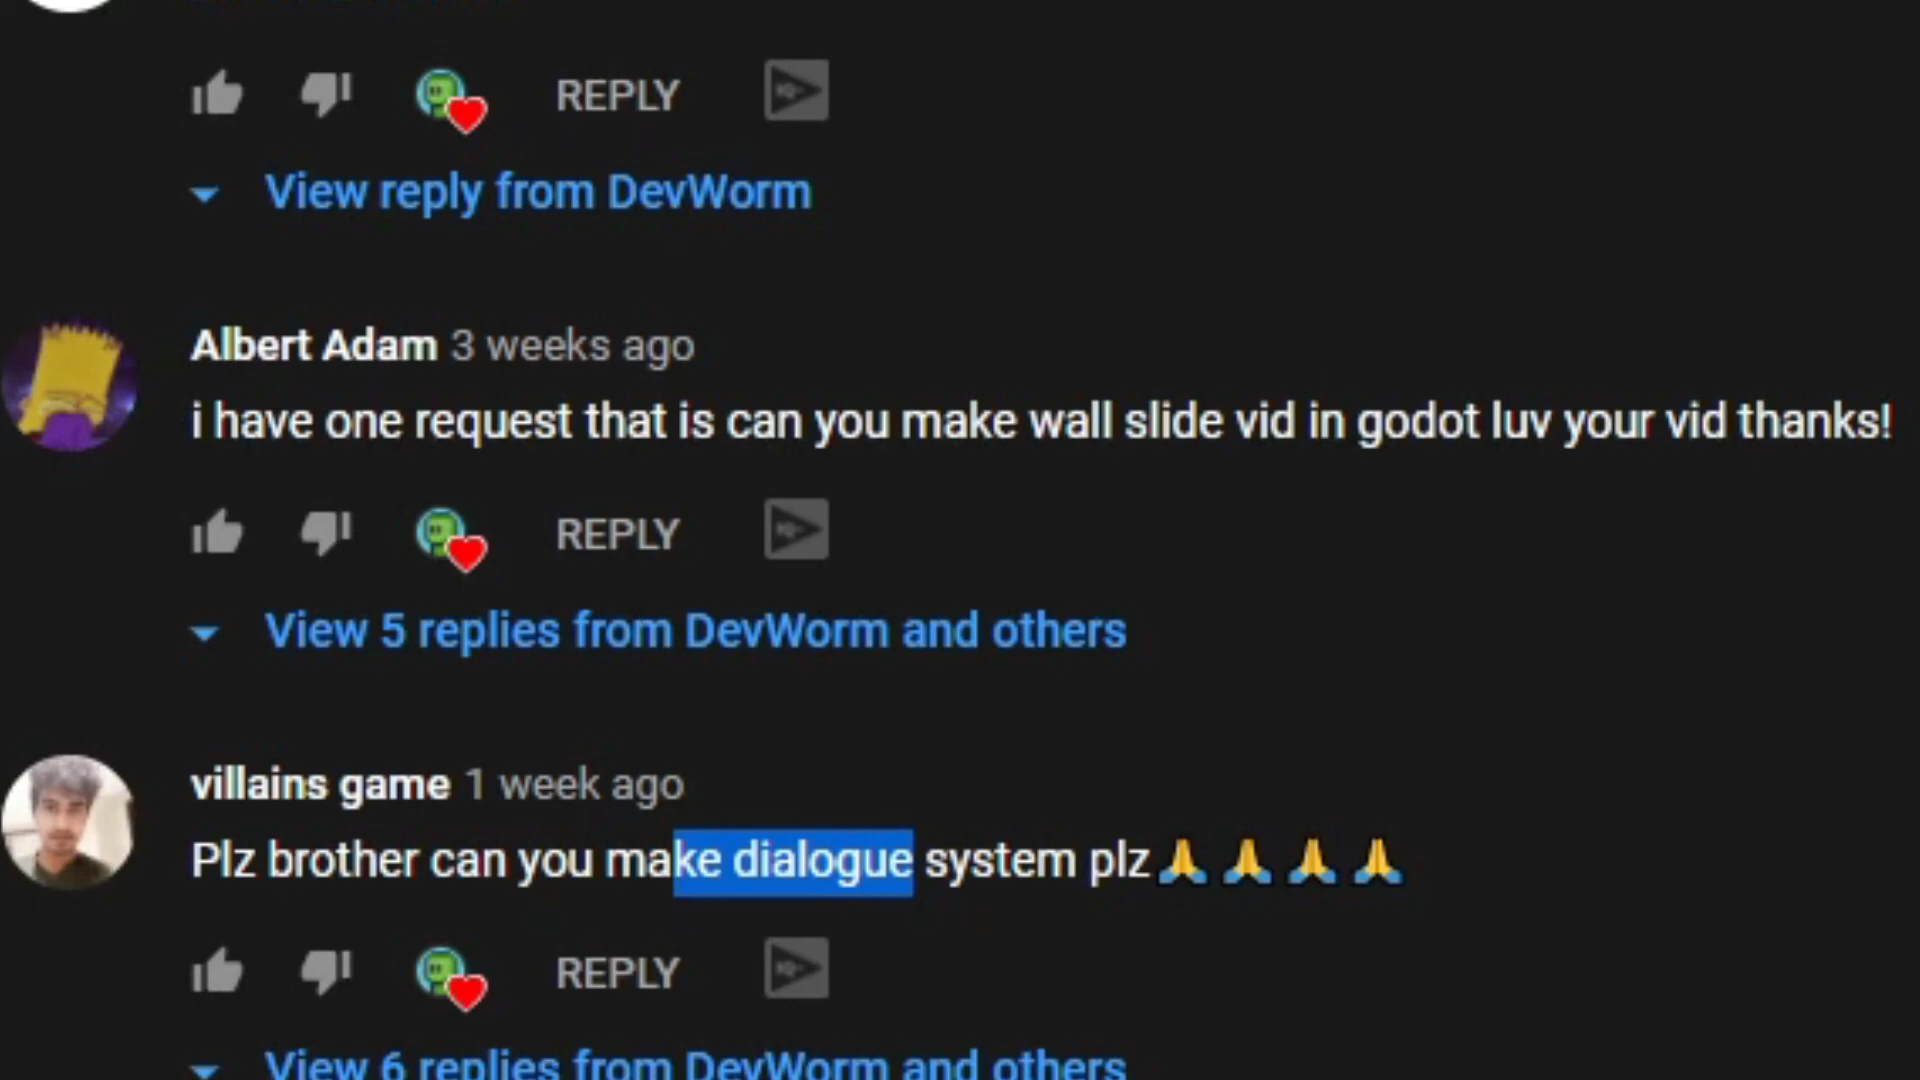 REPLY
View reply from DevWorm
Albert Adam 3 weeks ago
i have one request that is can you make wall slide vid in godot luv your vid thanks!
REPLY
View 5 replies from DevWorm and others
villains game 1 week ago
Plz brother can you make dialogue system plz🙏🙏🙏🙏
REPLY
View 6 replies from DevWorm and others